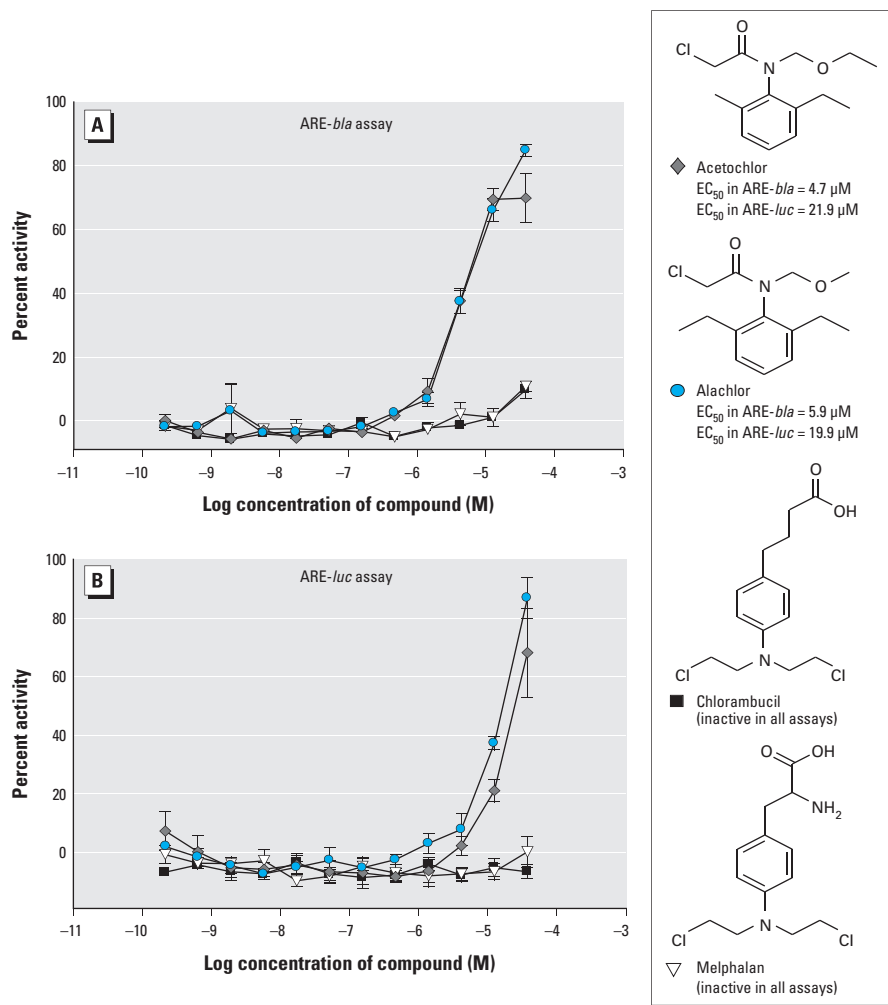 A
ARE-bla assay
Percent activity
100
80
60
40
20
0
−11
−10
−9
−8
−7
−6
−5
−4
−3
Log concentration of compound (M)
B
ARE-luc assay
Percent activity
100
80
60
40
20
0
−11
−10
−9
−8
−7
−6
−5
−4
−3
Log concentration of compound (M)
O
Cl
N
O
Acetochlor
EC50 in ARE-bla = 4.7 μM
EC50 in ARE-luc = 21.9 μM
O
Cl
N
O
Alachlor
EC50 in ARE-bla = 5.9 μM
EC50 in ARE-luc = 19.9 μM
O
OH
N
Cl
Cl
Chlorambucil
(inactive in all assays)
O
OH
NH2
N
Cl
Cl
Melphalan
(inactive in all assays)